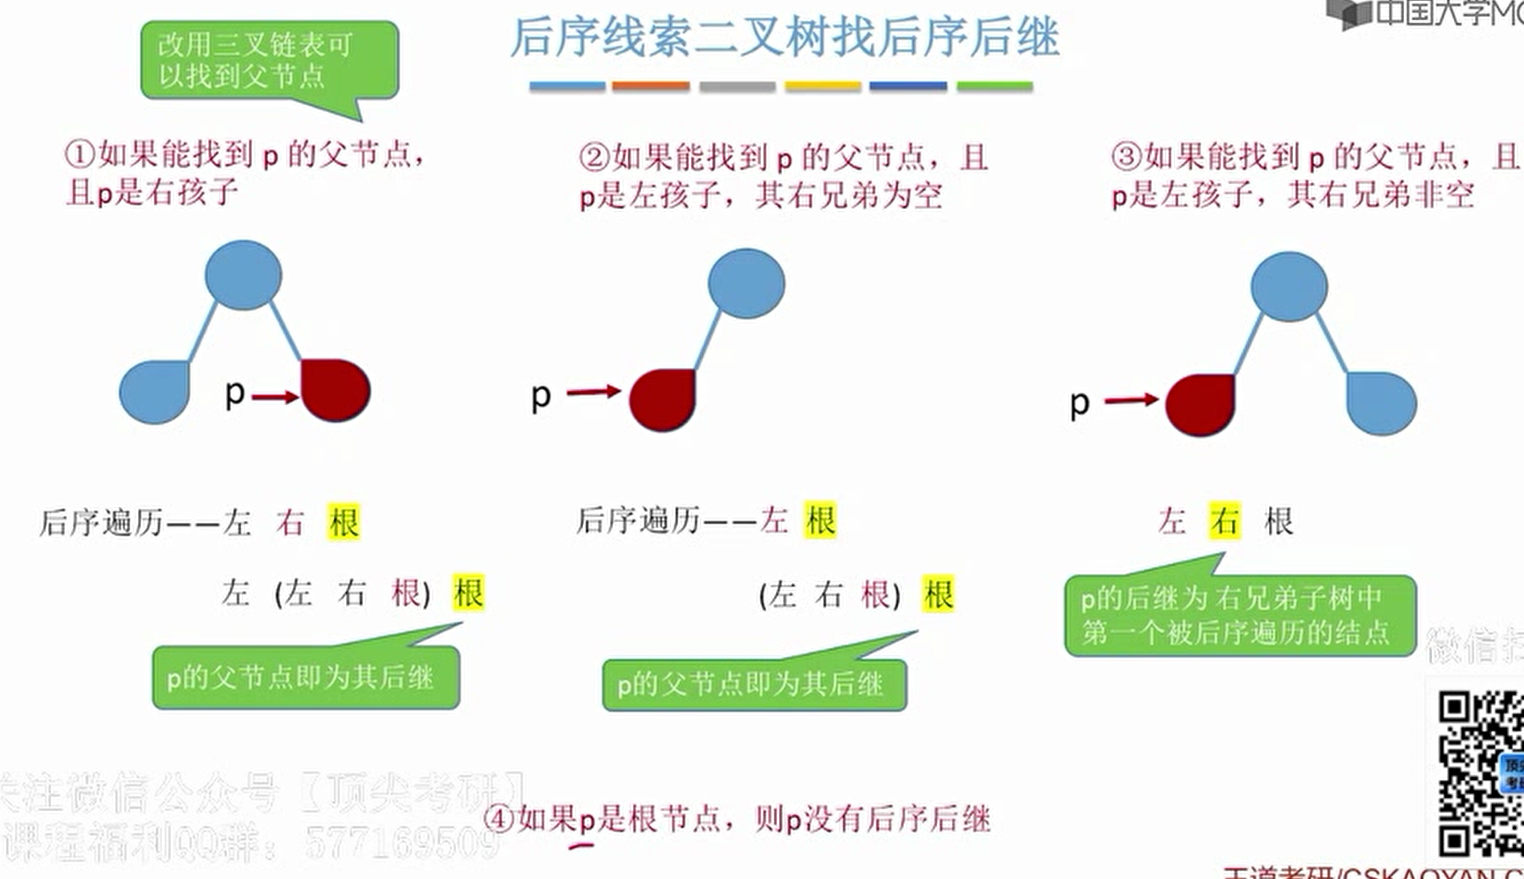 中国大学MO
后序线索二叉树找后序后继
改用三叉链表可
以找到父节点
①如果能找到 p 的父节点，
且p是右孩子
②如果能找到 p 的父节点，且
p是左孩子，其右兄弟为空
③如果能找到 p 的父节点，且
p是左孩子，其右兄弟非空
p
p
p
后序遍历——左 右 根
左 (左 右 根) 根
p的父节点即为其后继
后序遍历——左 根
(左 右 根) 根
p的父节点即为其后继
左 右 根
p的后继为 右兄弟子树中
第一个被后序遍历的结点
微信扫
顶尖
考研
关注微信公众号【顶尖考研】
课程福利QQ群：577169509
④如果p是根节点，则p没有后序后继
王道考研/CSKAOYAN.C